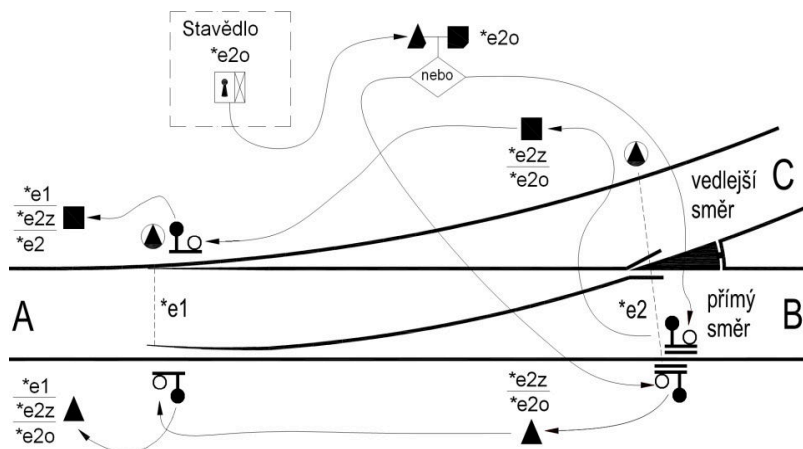 Stavědlo
*e2o
*e2o
nebo
*e2z
*e2o
C
vedlejší
směr
*e1
*e2z
*e2
A
*e1
*e2
přímý
směr
B
*e1
*e2z
*e2o
*e2z
*e2o